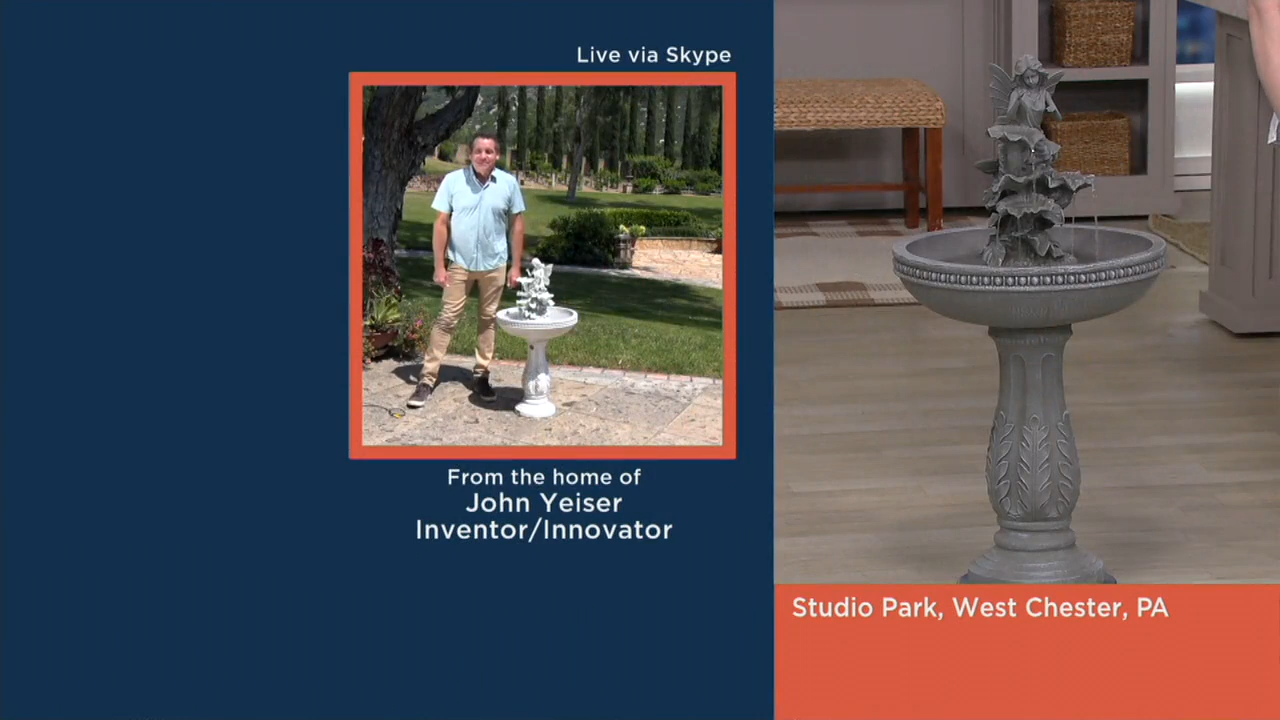 Live via Skype
From the home of
John Yeiser
Inventor/Innovator
Studio Park, West Chester, PA